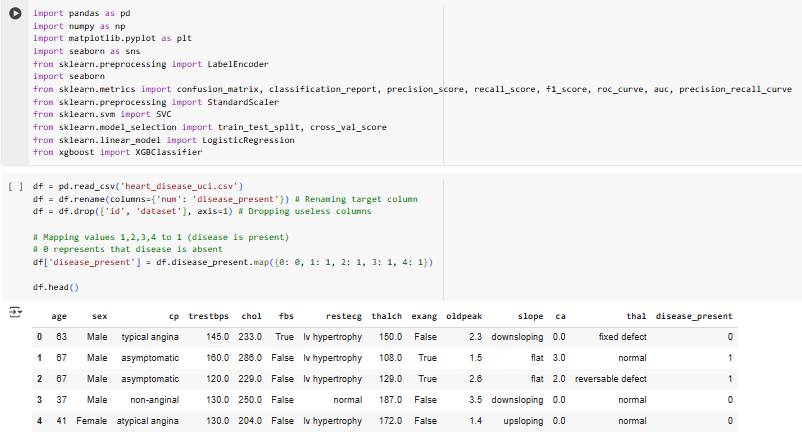 import pandas as pd
import numpy as np
import matplotlib.pyplot as plt
import seaborn as sns
from sklearn.preprocessing import LabelEncoder
import seaborn
from sklearn.metrics import confusion_matrix, classification_report, precision_score, recall_score, f1_score, roc_curve, auc, precision_recall_curve
from sklearn.preprocessing import StandardScaler
from sklearn.svm import SVC
from sklearn.model_selection import train_test_split, cross_val_score
from sklearn.linear_model import LogisticRegression
from xgboost import XGBClassifier
[ ] df = pd.read_csv('heart_disease_uci.csv')
df = df.rename(columns={'num': 'disease_present'}) # Renaming target column
df = df.drop(['id', 'dataset'], axis=1) # Dropping useless columns
# Mapping values 1,2,3,4 to 1 (disease is present)
# 0 represents that disease is absent
df['disease_present'] = df.disease_present.map({0: 0, 1: 1, 2: 1, 3: 1, 4: 1})
df.head()
age sex cp trestbps chol fbs restecg thalch exang oldpeak slope ca thal disease_present
0 63 Male typical angina 145.0 233.0 True lv hypertrophy 150.0 False 2.3 downsloping 0.0 fixed defect 0
1 67 Male asymptomatic 160.0 286.0 False lv hypertrophy 108.0 True 1.5 flat 3.0 normal 1
2 67 Male asymptomatic 120.0 229.0 False lv hypertrophy 129.0 True 2.6 flat 2.0 reversable defect 1
3 37 Male non-anginal 130.0 250.0 False normal 187.0 False 3.5 downsloping 0.0 normal 0
4 41 Female atypical angina 130.0 204.0 False lv hypertrophy 172.0 False 1.4 upsloping 0.0 normal 0